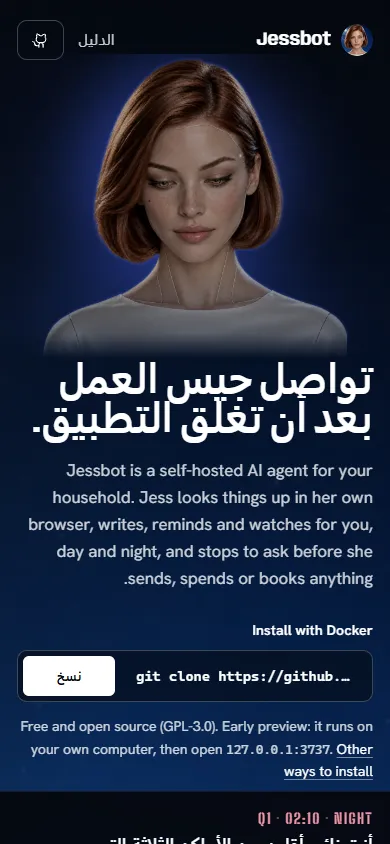 Jessbot
الدليل
تواصل جيس العمل
بعد أن تغلق التطبيق.
Jessbot is a self-hosted AI agent for your
household. Jess looks things up in her own
browser, writes, reminds and watches for you,
day and night, and stops to ask before she
sends, spends or books anything.
Install with Docker
git clone https://github.…
نسخ
Free and open source (GPL-3.0). Early preview: it runs on
your own computer, then open 127.0.0.1:3737. Other
ways to install
Q1 · 02:10 · NIGHT